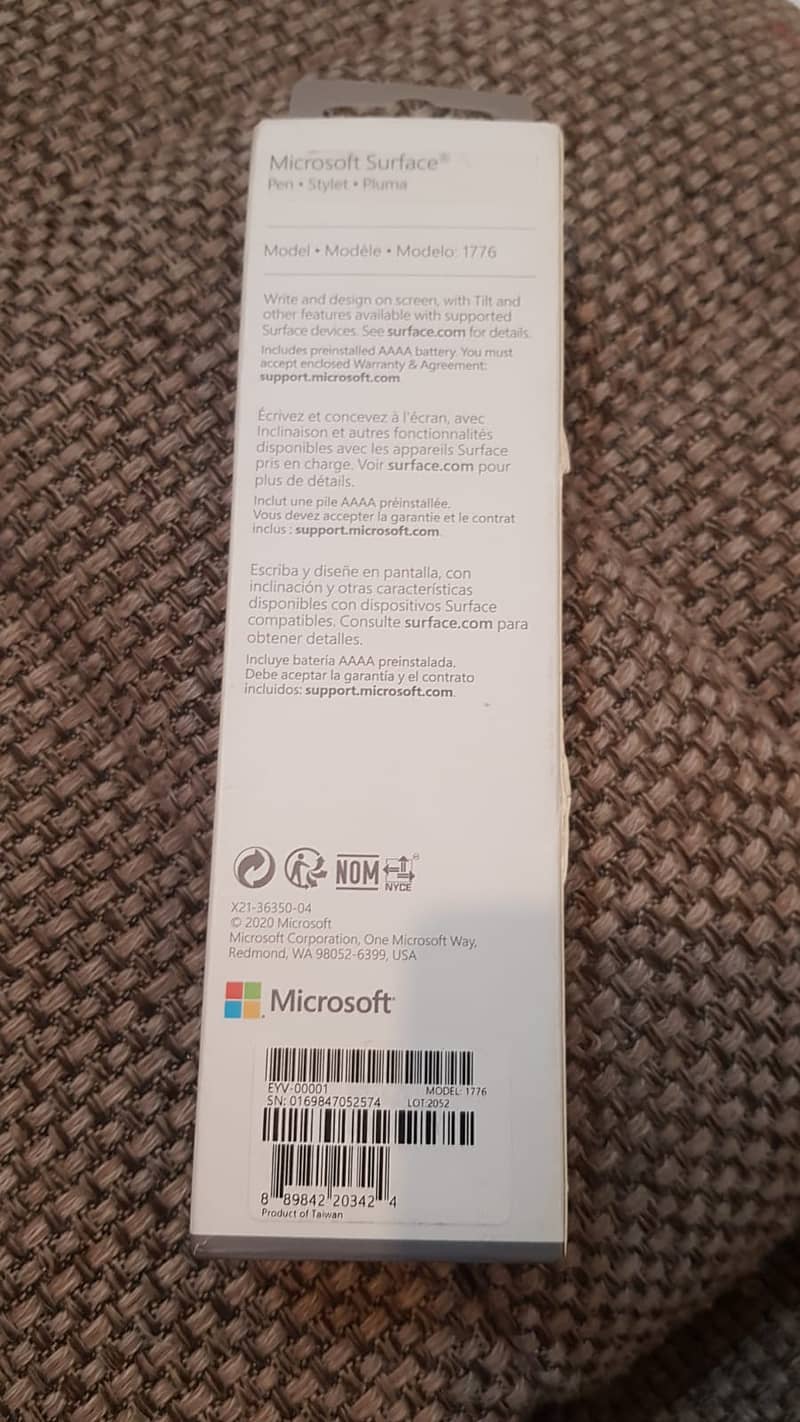 Microsoft Surface®
Pen • Stylet • Pluma
Model • Modèle • Modelo: 1776
Write and design on screen, with Tilt and
other features available with supported
Surface devices. See surface.com for details.
Includes preinstalled AAAA battery. You must
accept enclosed Warranty & Agreement:
support.microsoft.com
Écrivez et concevez à l'écran, avec
Inclinaison et autres fonctionnalités
disponibles avec les appareils Surface
pris en charge. Voir surface.com pour
plus de détails.
Inclut une pile AAAA préinstallée.
Vous devez accepter la garantie et le contrat
inclus : support.microsoft.com.
Escriba y diseñe en pantalla, con
inclinación y otras características
disponibles con dispositivos Surface
compatibles. Consulte surface.com para
obtener detalles.
Incluye batería AAAA preinstalada.
Debe aceptar la garantía y el contrato
incluidos: support.microsoft.com.
NOM NYCE®
X21-36350-04
© 2020 Microsoft
Microsoft Corporation, One Microsoft Way,
Redmond, WA 98052-6399, USA
Microsoft
EYV-00001 MODEL: 1776
SN: 0169847052574 LOT:2052
8 89842 20342 4
Product of Taiwan